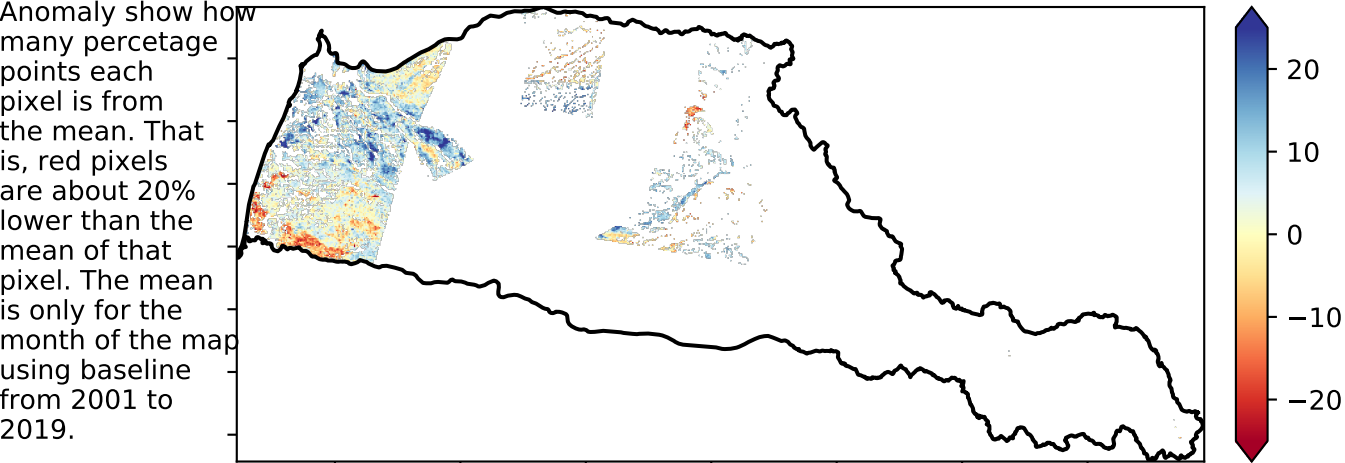 Anomaly show how
many percetage
points each
pixel is from
the mean. That
is, red pixels
are about 20%
lower than the
mean of that
pixel. The mean
is only for the
month of the map
using baseline
from 2001 to
2019.
20
10
0
−10
−20